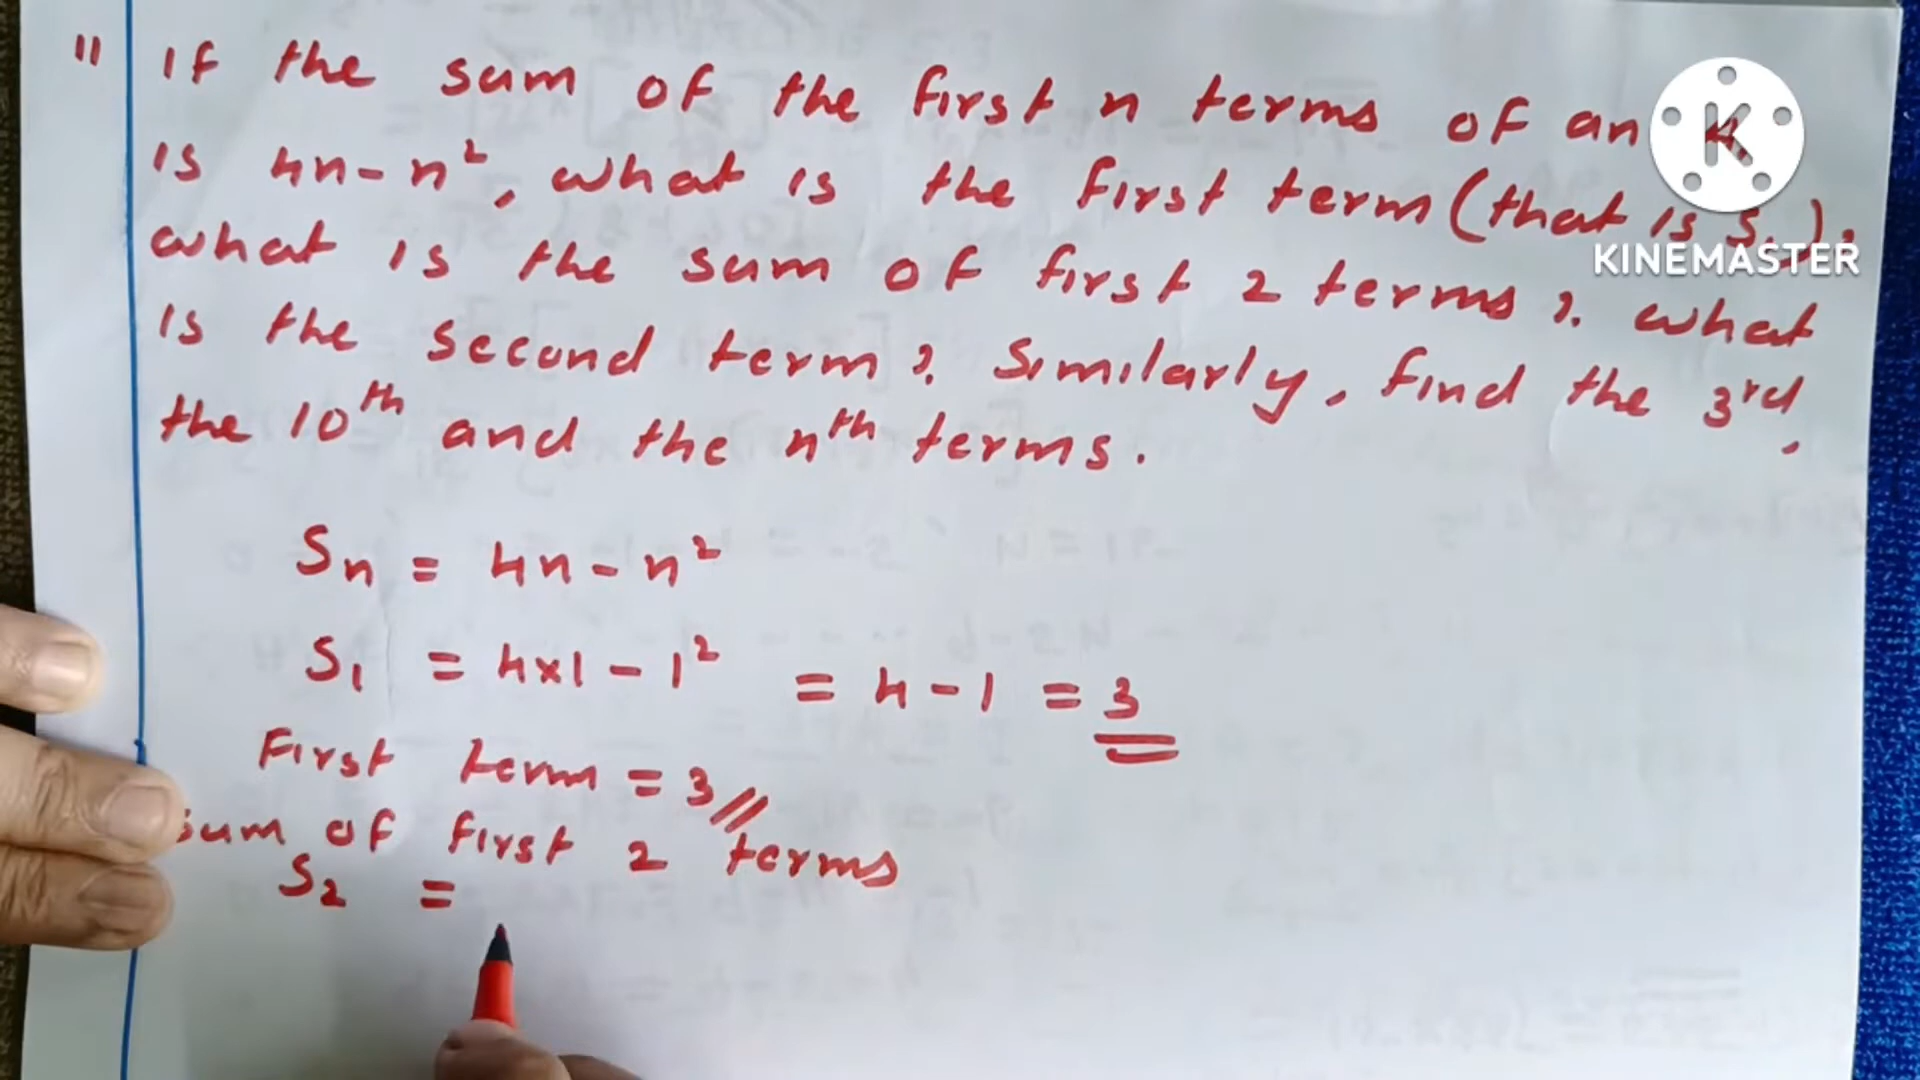 11 If the sum of the first n terms of an A.
is 4n-n², what is the first term (that is S₁)?
what is the sum of first 2 terms? what
is the second term? Similarly, find the 3rd,
the 10th and the nth terms.
Sn = 4n-n²
S₁ = 4x1-1² = 4-1 = 3
First term = 3//
Sum of first 2 terms
S₂ =
K
KINEMASTER